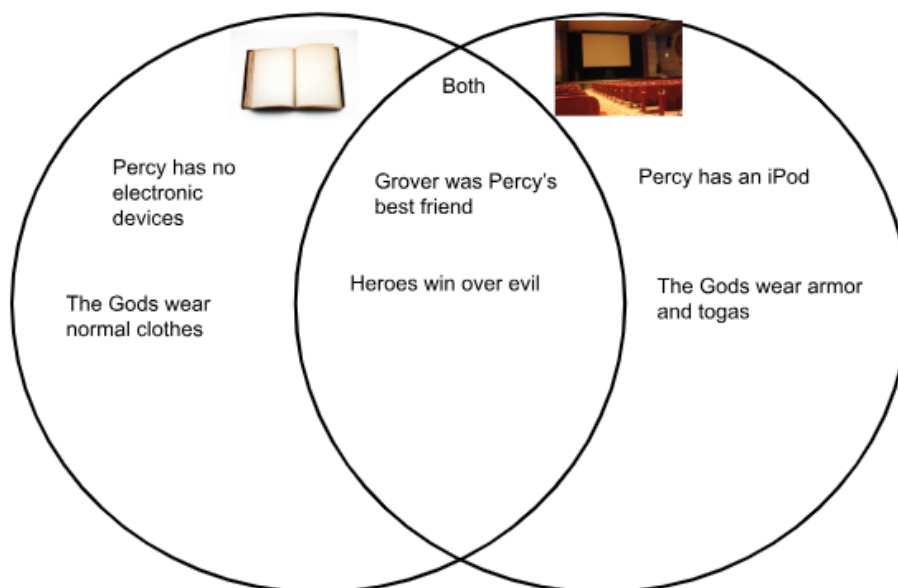 Both
Percy has no
electronic
devices
Grover was Percy's
best friend
Percy has an iPod
The Gods wear
normal clothes
Heroes win over evil
The Gods wear armor
and togas